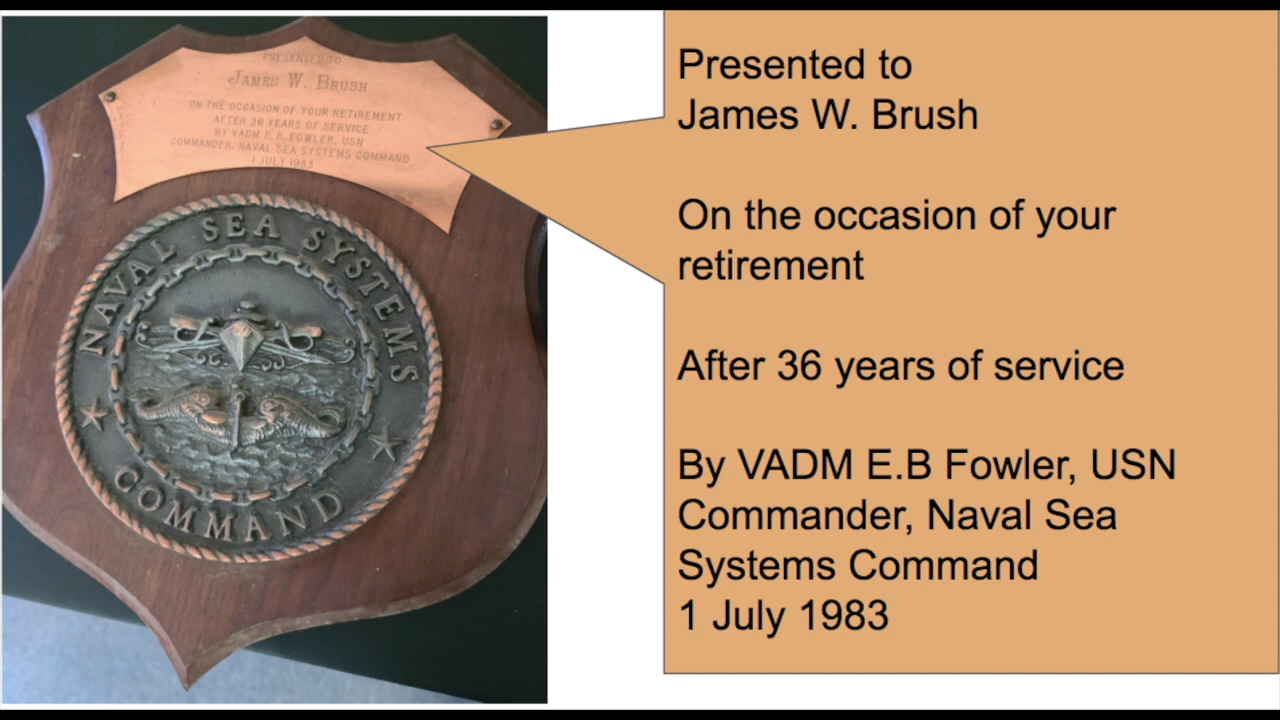 PRESENTED TO
JAMES W. BRUSH
ON THE OCCASION OF YOUR RETIREMENT
AFTER 36 YEARS OF SERVICE
BY VADM E.B. FOWLER, USN
COMMANDER, NAVAL SEA SYSTEMS COMMAND
1 JULY 1983
NAVAL SEA SYSTEMS
COMMAND
Presented to
James W. Brush
On the occasion of your
retirement
After 36 years of service
By VADM E.B Fowler, USN
Commander, Naval Sea
Systems Command
1 July 1983